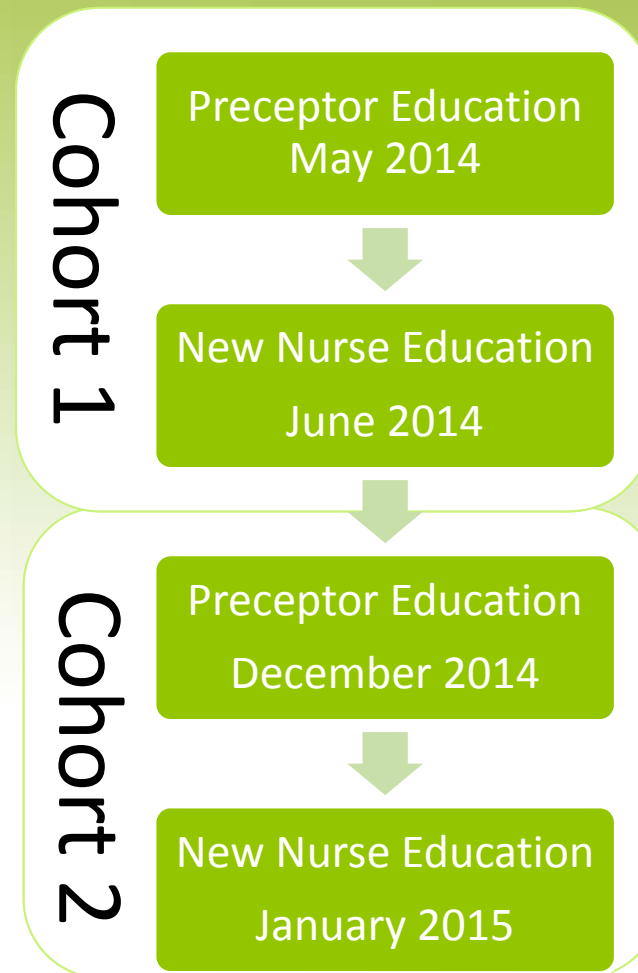 Cohort 1
Preceptor Education
May 2014
New Nurse Education
June 2014
Cohort 2
Preceptor Education
December 2014
New Nurse Education
January 2015